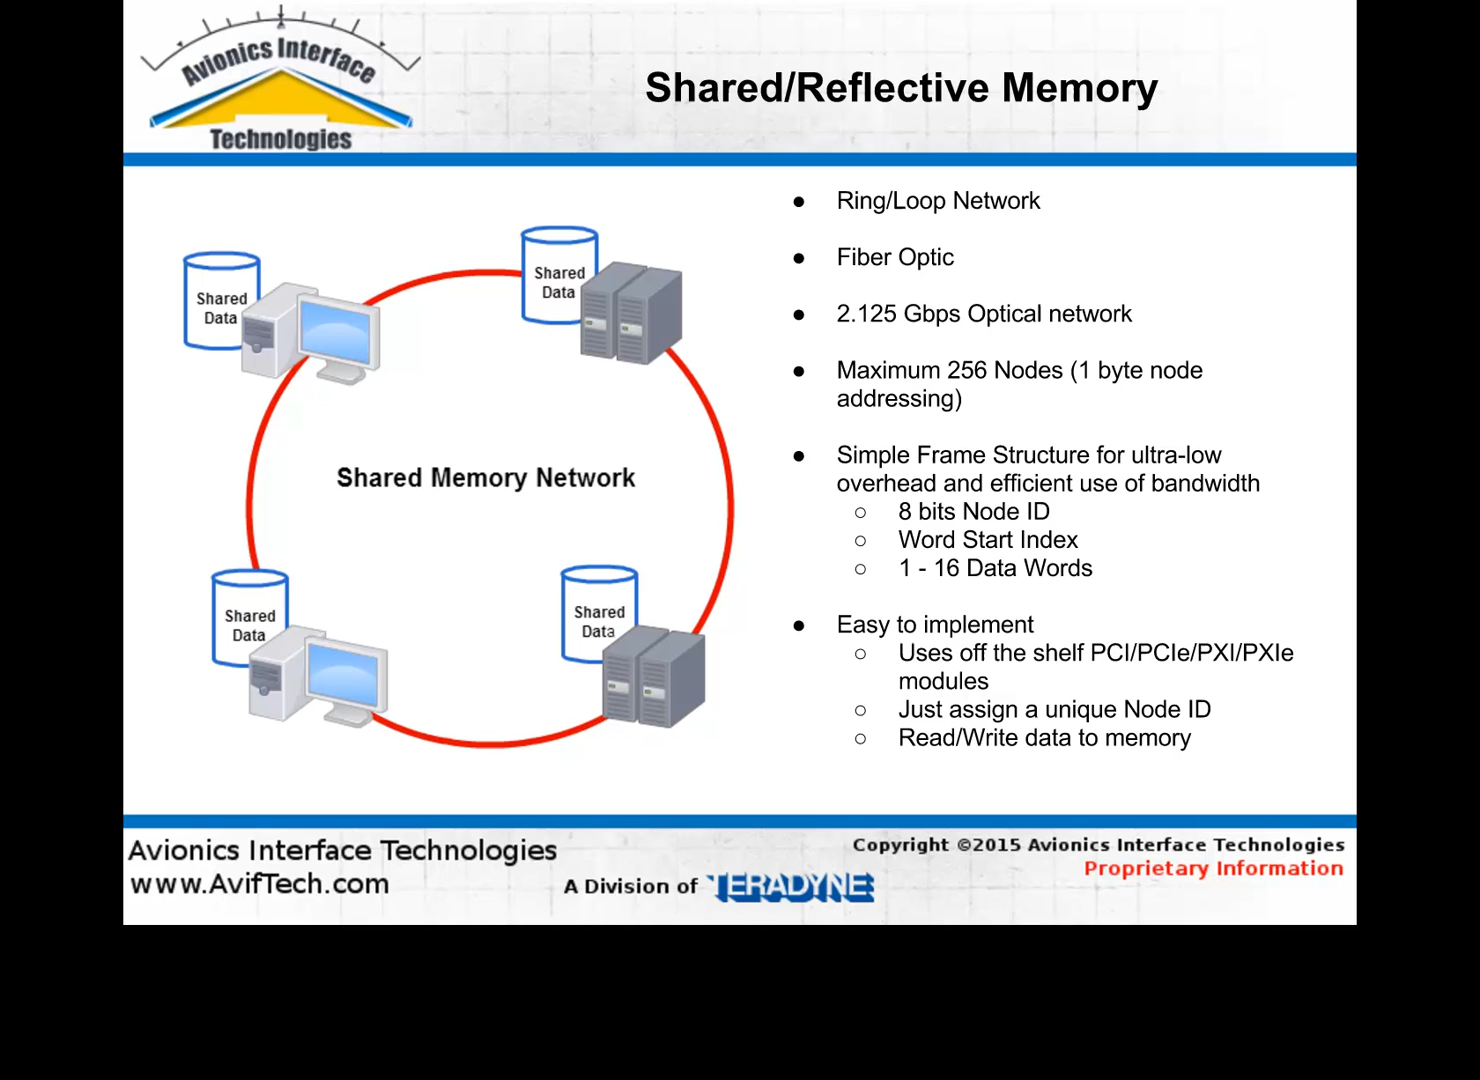 Avionics Interface
Technologies
Shared/Reflective Memory
Shared
Data
Shared
Data
Shared Memory Network
Shared
Data
Shared
Data
● Ring/Loop Network
● Fiber Optic
● 2.125 Gbps Optical network
● Maximum 256 Nodes (1 byte node
addressing)
● Simple Frame Structure for ultra-low
overhead and efficient use of bandwidth
○ 8 bits Node ID
○ Word Start Index
○ 1 - 16 Data Words
● Easy to implement
○ Uses off the shelf PCI/PCIe/PXI/PXIe
modules
○ Just assign a unique Node ID
○ Read/Write data to memory
Avionics Interface Technologies
www.AvifTech.com
A Division of TERADYNE
Copyright ©2015 Avionics Interface Technologies
Proprietary Information